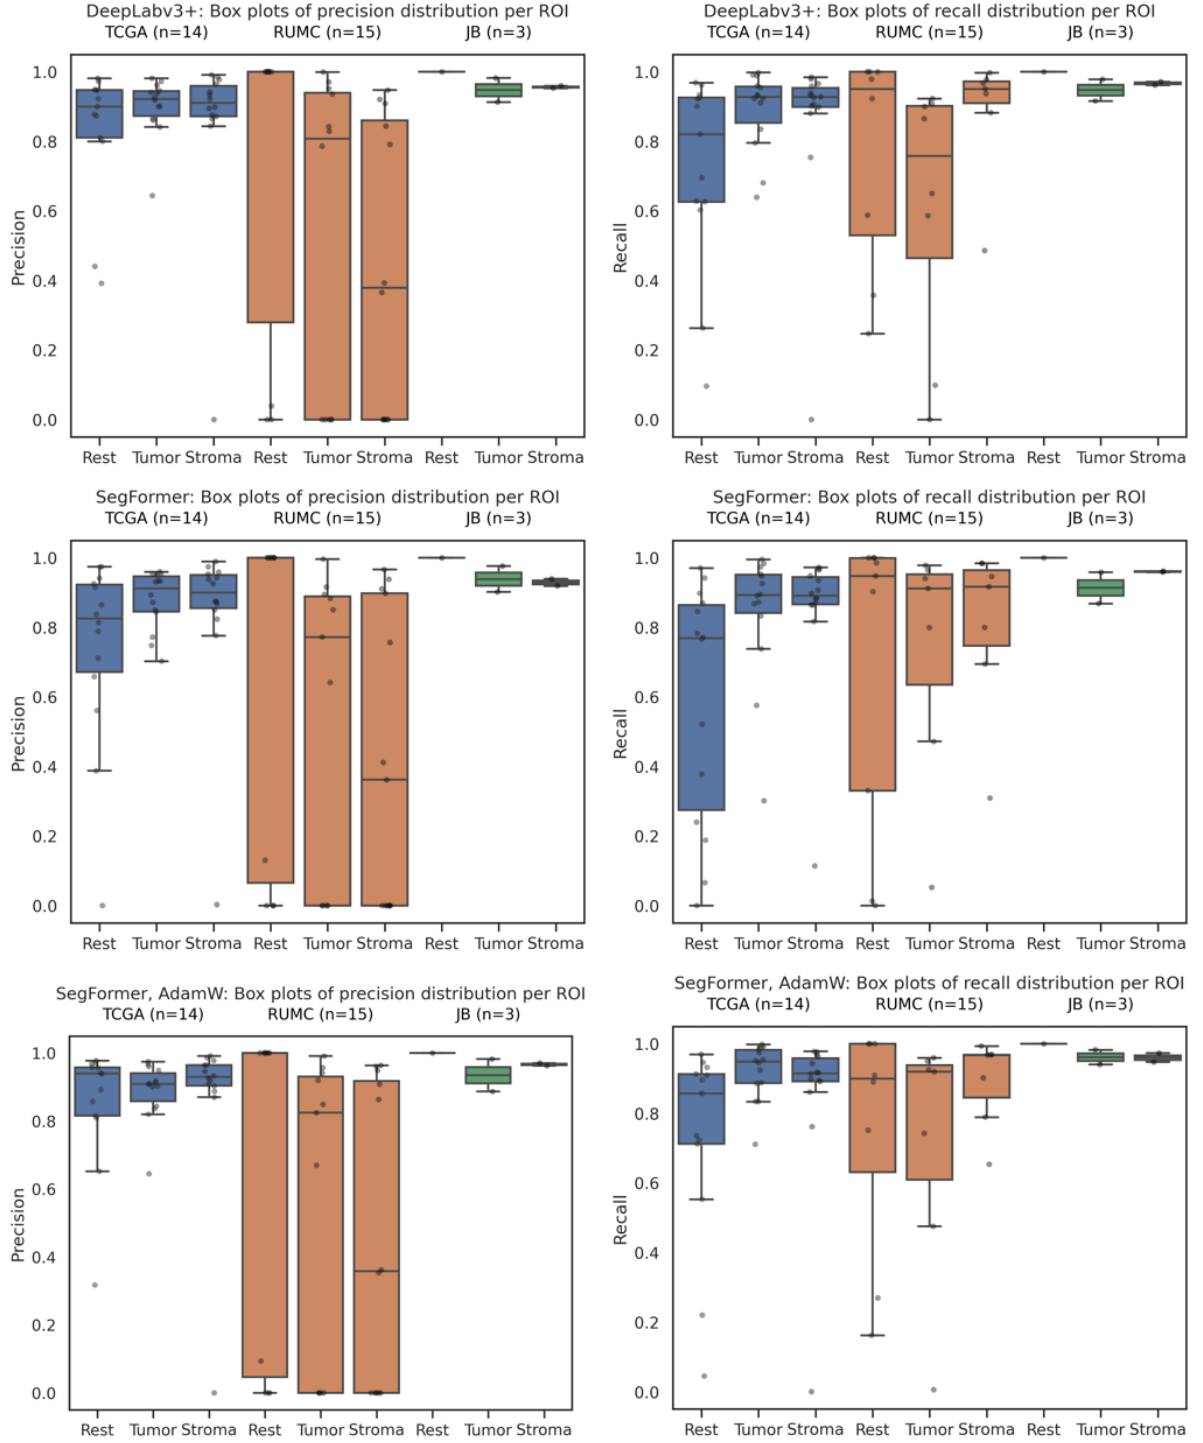 DeepLabv3+: Box plots of precision distribution per ROI
TCGA (n=14) RUMC (n=15) JB (n=3)
Precision
1.0
0.8
0.6
0.4
0.2
0.0
Rest Tumor Stroma Rest Tumor Stroma Rest Tumor Stroma
DeepLabv3+: Box plots of recall distribution per ROI
TCGA (n=14) RUMC (n=15) JB (n=3)
Recall
1.0
0.8
0.6
0.4
0.2
0.0
Rest Tumor Stroma Rest Tumor Stroma Rest Tumor Stroma
SegFormer: Box plots of precision distribution per ROI
TCGA (n=14) RUMC (n=15) JB (n=3)
Precision
1.0
0.8
0.6
0.4
0.2
0.0
Rest Tumor Stroma Rest Tumor Stroma Rest Tumor Stroma
SegFormer: Box plots of recall distribution per ROI
TCGA (n=14) RUMC (n=15) JB (n=3)
Recall
1.0
0.8
0.6
0.4
0.2
0.0
Rest Tumor Stroma Rest Tumor Stroma Rest Tumor Stroma
SegFormer, AdamW: Box plots of precision distribution per ROI
TCGA (n=14) RUMC (n=15) JB (n=3)
Precision
1.0
0.8
0.6
0.4
0.2
0.0
Rest Tumor Stroma Rest Tumor Stroma Rest Tumor Stroma
SegFormer, AdamW: Box plots of recall distribution per ROI
TCGA (n=14) RUMC (n=15) JB (n=3)
Recall
1.0
0.8
0.6
0.4
0.2
0.0
Rest Tumor Stroma Rest Tumor Stroma Rest Tumor Stroma